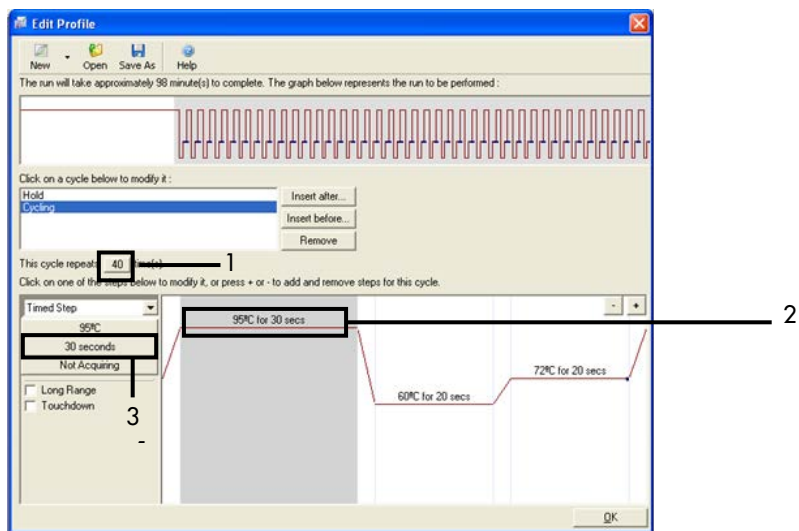 Edit Profile
New Open Save As Help
The run will take approximately 98 minute(s) to complete. The graph below represents the run to be performed :
Click on a cycle below to modify it :
Hold
Cycling
Insert after...
Insert before...
Remove
This cycle repeats 40 time(s).
1
Click on one of the steps below to modify it, or press + or - to add and remove steps for this cycle.
Timed Step
- +
95ºC
30 seconds
Not Acquiring
Long Range
Touchdown
95ºC for 30 secs
2
60ºC for 20 secs
72ºC for 20 secs
3
-
OK